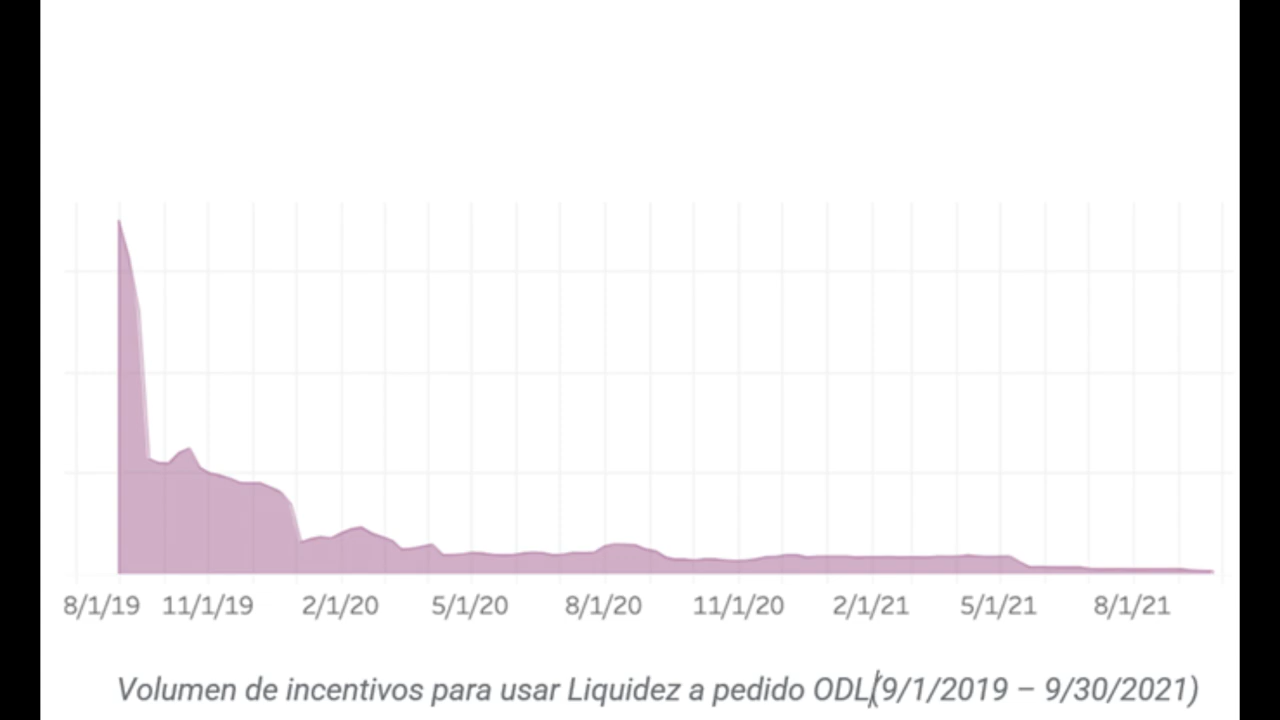 8/1/19 11/1/19 2/1/20 5/1/20 8/1/20 11/1/20 2/1/21 5/1/21 8/1/21
Volumen de incentivos para usar Liquidez a pedido ODL(9/1/2019 – 9/30/2021)